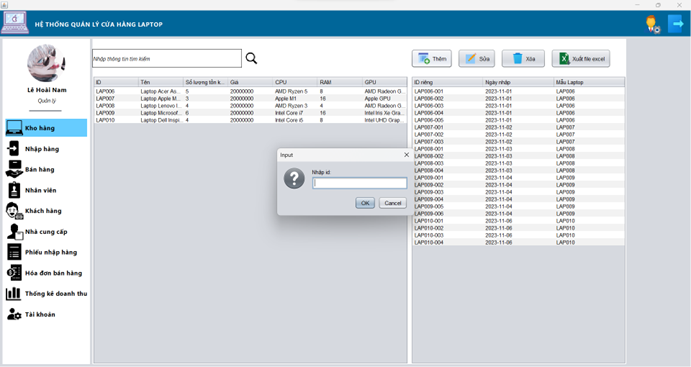 HỆ THỐNG QUẢN LÝ CỬA HÀNG LAPTOP
Lê Hoài Nam
Quản lý
Kho hàng
Nhập hàng
Bán hàng
Nhân viên
Khách hàng
Nhà cung cấp
Phiếu nhập hàng
Hóa đơn bán hàng
Thống kê doanh thu
Tài khoản
Nhập thông tin tìm kiếm
Thêm
Sửa
Xóa
Xuất file excel
ID Tên Số lượng tồn k... Giá CPU RAM GPU
LAP006 Laptop Acer As... 5 20000000 AMD Ryzen 5 8 AMD Radeon G...
LAP007 Laptop Apple M... 3 20000000 Apple M1 16 Apple GPU
LAP008 Laptop Lenovo I... 4 20000000 AMD Ryzen 3 4 AMD Radeon G...
LAP009 Laptop Microsof... 6 20000000 Intel Core i7 16 Intel Iris Xe Gra...
LAP010 Laptop Dell Inspi... 4 20000000 Intel Core i5 8 Intel UHD Grap...
Input
Nhập id:
OK
Cancel
ID riêng Ngày nhập Mẫu Laptop
LAP006-001 2023-11-01 LAP006
LAP006-002 2023-11-01 LAP006
LAP006-003 2023-11-01 LAP006
LAP006-004 2023-11-01 LAP006
LAP006-005 2023-11-01 LAP006
LAP007-001 2023-11-02 LAP007
LAP007-002 2023-11-02 LAP007
LAP007-003 2023-11-02 LAP007
LAP008-001 2023-11-03 LAP008
LAP008-002 2023-11-03 LAP008
LAP008-003 2023-11-03 LAP008
LAP008-004 2023-11-03 LAP008
LAP009-001 2023-11-04 LAP009
LAP009-002 2023-11-04 LAP009
LAP009-003 2023-11-04 LAP009
LAP009-004 2023-11-04 LAP009
LAP009-005 2023-11-04 LAP009
LAP009-006 2023-11-04 LAP009
LAP010-001 2023-11-06 LAP010
LAP010-002 2023-11-06 LAP010
LAP010-003 2023-11-06 LAP010
LAP010-004 2023-11-06 LAP010